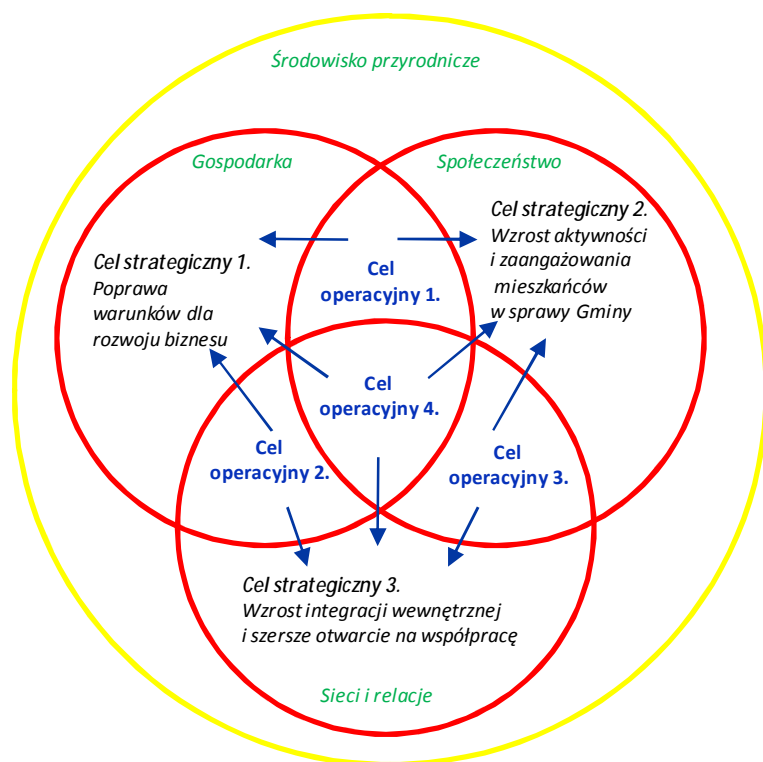 Środowisko przyrodnicze
Gospodarka
Społeczeństwo
Cel strategiczny 1.
Poprawa
warunków dla
rozwoju biznesu
Cel strategiczny 2.
Wzrost aktywności
i zaangażowania
mieszkańców
w sprawy Gminy
Cel
operacyjny 1.
Cel
operacyjny 4.
Cel
operacyjny 2.
Cel
operacyjny 3.
Cel strategiczny 3.
Wzrost integracji wewnętrznej
i szersze otwarcie na współpracę
Sieci i relacje